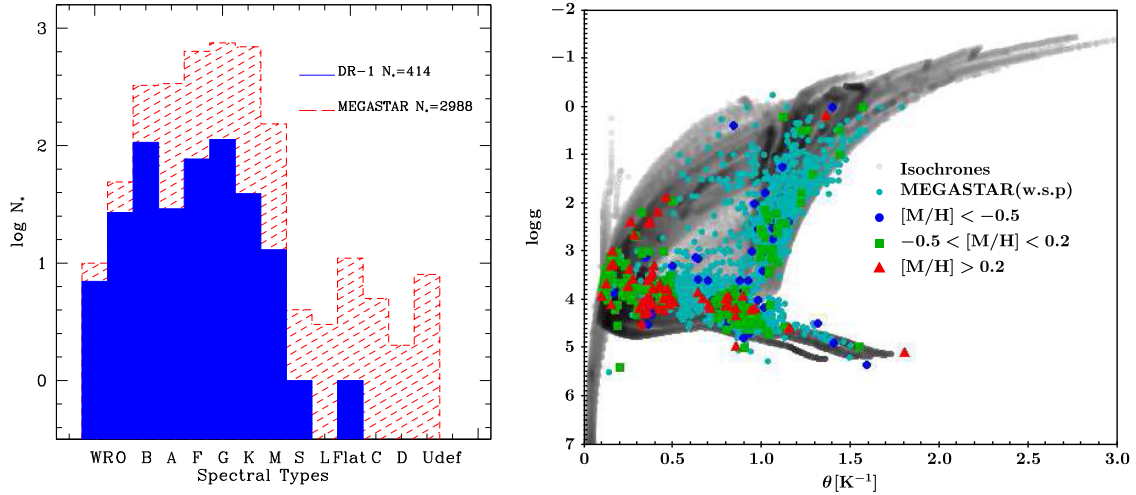 3
2
1
0
log N*
DR-1 N*=414
MEGASTAR N*=2988
WR O B A F G K M S L Flat C D Udef
Spectral Types
−2
−1
0
1
2
3
4
5
6
7
logg
Isochrones
MEGASTAR(w.s.p)
[M/H] < −0.5
−0.5 < [M/H] < 0.2
[M/H] > 0.2
0 0.5 1.0 1.5 2.0 2.5 3.0
θ [K⁻¹]